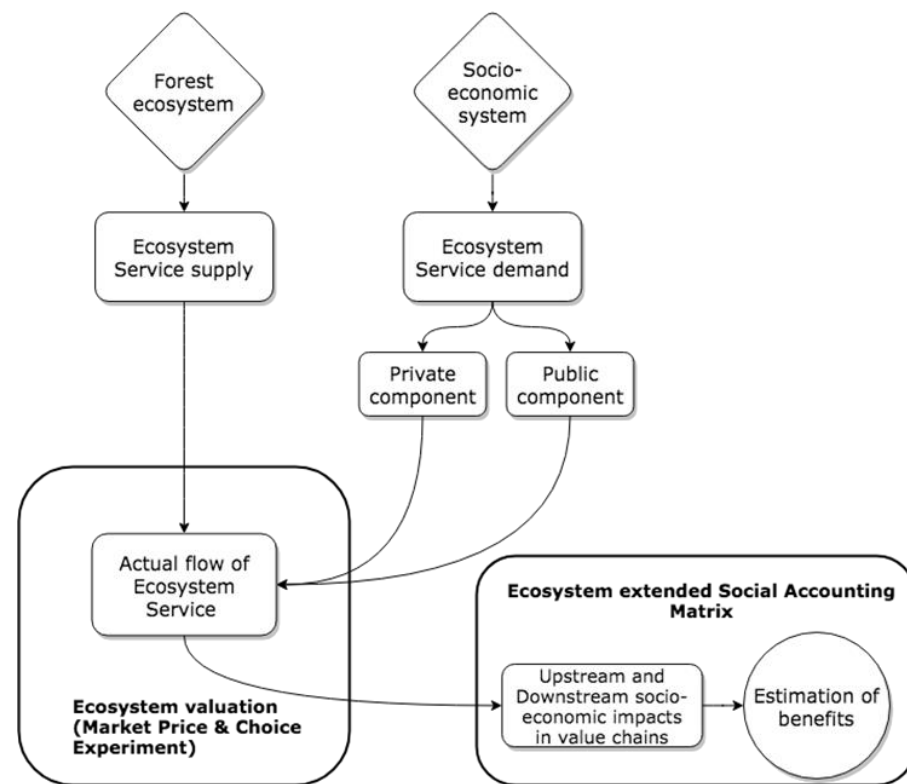 Forest
ecosystem
Socio-
economic
system
Ecosystem
Service supply
Ecosystem
Service demand
Private
component
Public
component
Actual flow of
Ecosystem
Service
Ecosystem valuation
(Market Price & Choice
Experiment)
Ecosystem extended Social Accounting
Matrix
Upstream and
Downstream socio-
economic impacts
in value chains
Estimation of
benefits